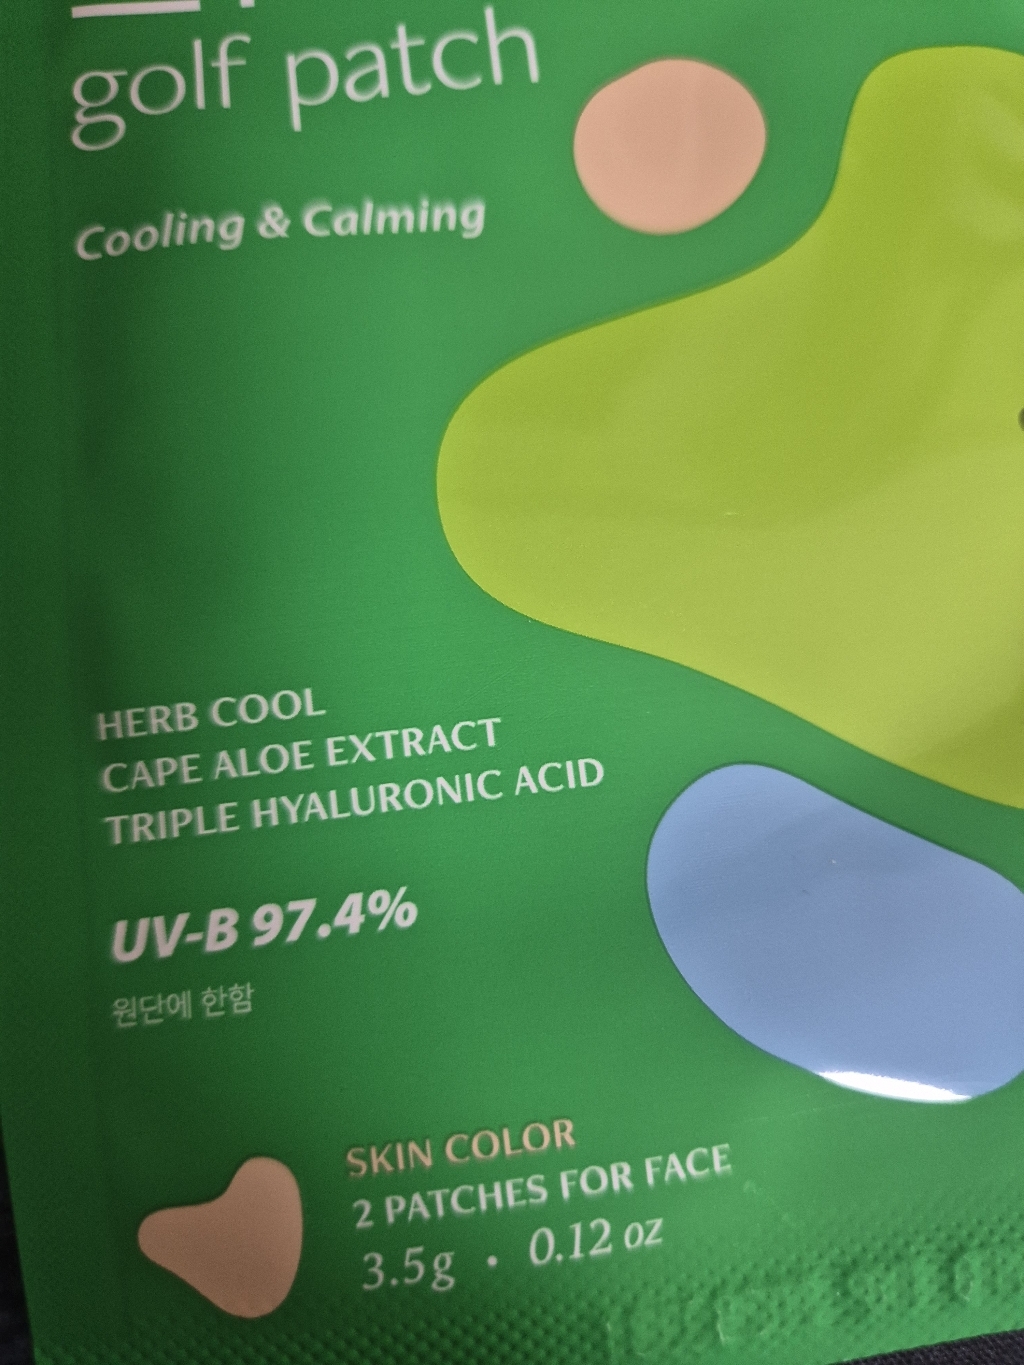 golf patch
Cooling & Calming
HERB COOL
CAPE ALOE EXTRACT
TRIPLE HYALURONIC ACID
UV-B 97.4%
원단에 한함
SKIN COLOR
2 PATCHES FOR FACE
3.5g · 0.12 oz